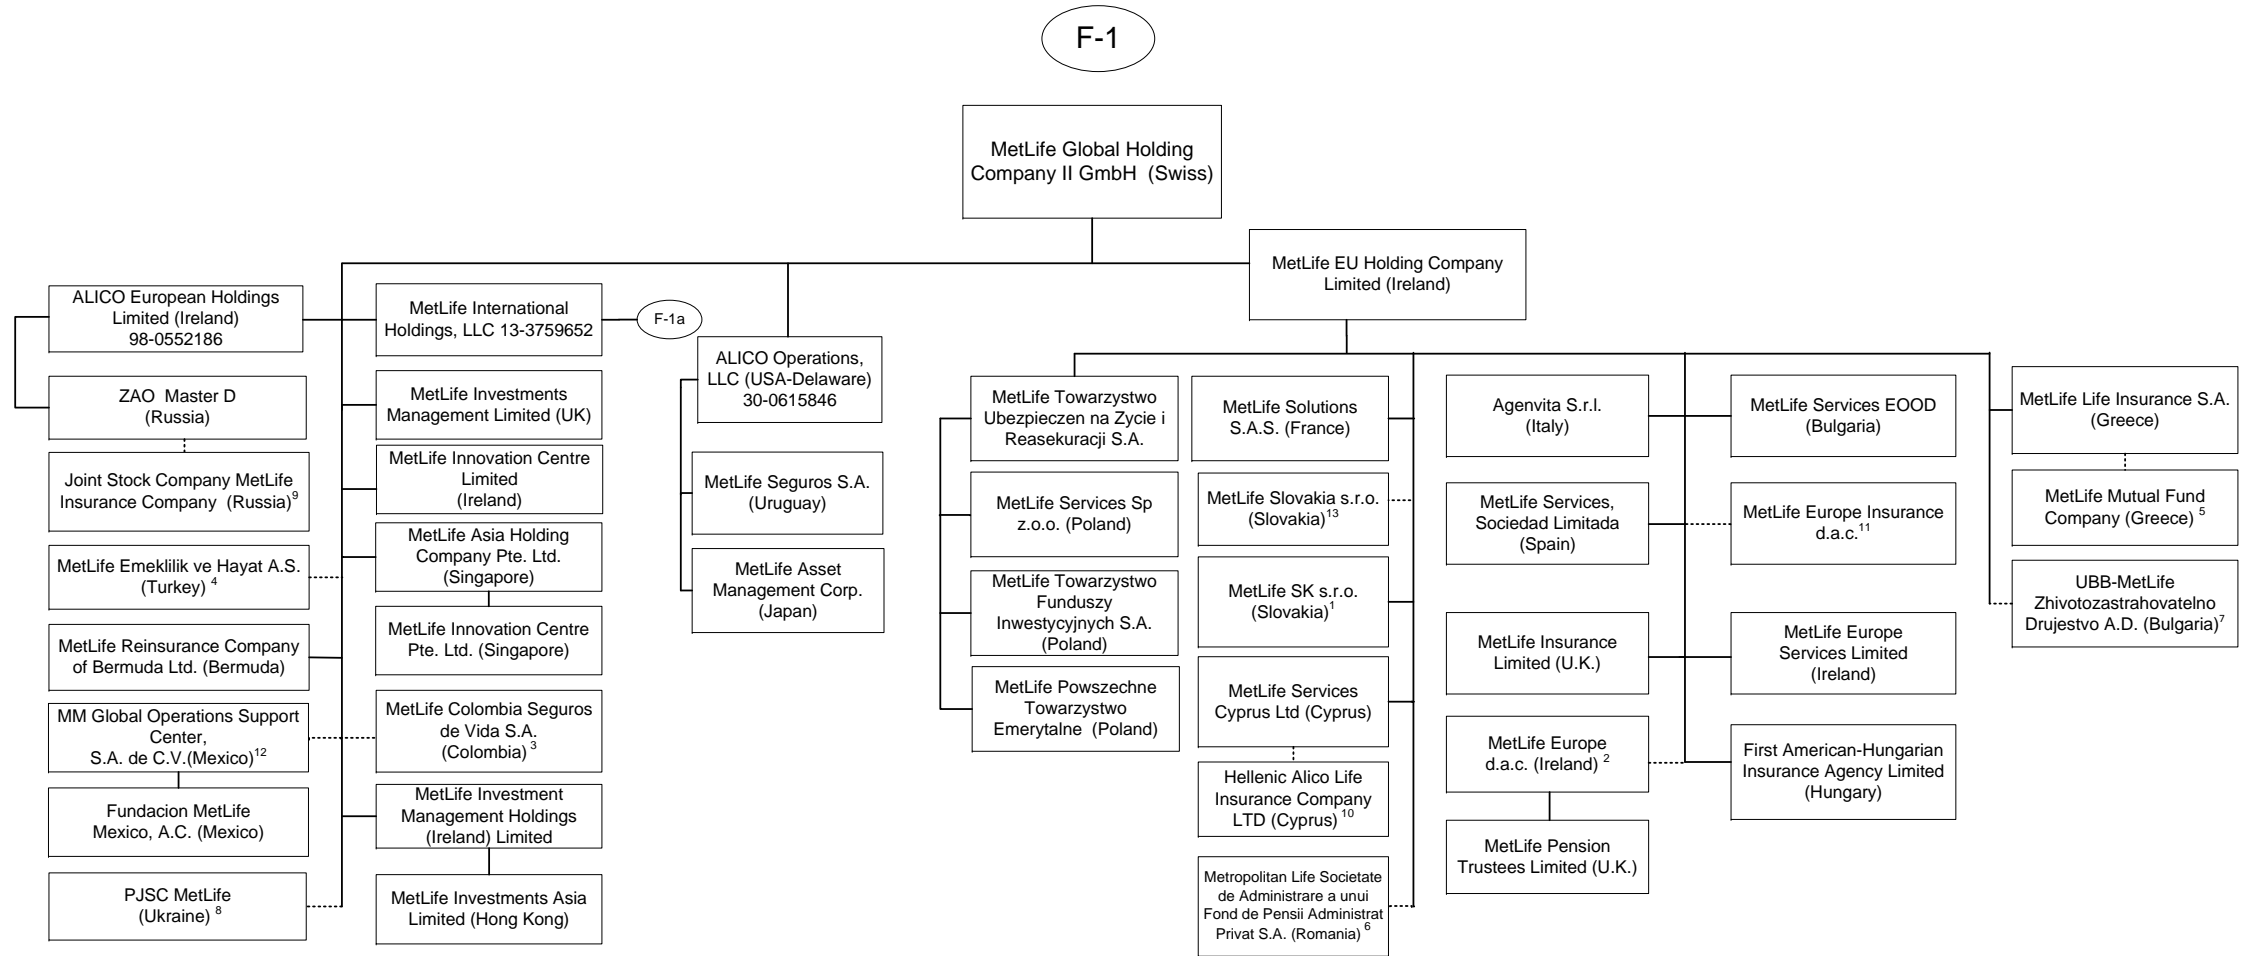 F-1
MetLife Global Holding
Company II GmbH (Swiss)
MetLife EU Holding Company
Limited (Ireland)
ALICO European Holdings
Limited (Ireland)
98-0552186
ZAO Master D
(Russia)
Joint Stock Company MetLife
Insurance Company (Russia)9
MetLife Emeklilik ve Hayat A.S.
(Turkey) 4
MetLife Reinsurance Company
of Bermuda Ltd. (Bermuda)
MM Global Operations Support
Center,
S.A. de C.V.(Mexico)12
Fundacion MetLife
Mexico, A.C. (Mexico)
PJSC MetLife
(Ukraine) 8
MetLife International
Holdings, LLC 13-3759652
F-1a
MetLife Investments
Management Limited (UK)
MetLife Innovation Centre
Limited
(Ireland)
MetLife Asia Holding
Company Pte. Ltd.
(Singapore)
MetLife Innovation Centre
Pte. Ltd. (Singapore)
MetLife Colombia Seguros
de Vida S.A.
(Colombia) 3
MetLife Investment
Management Holdings
(Ireland) Limited
MetLife Investments Asia
Limited (Hong Kong)
ALICO Operations,
LLC (USA-Delaware)
30-0615846
MetLife Seguros S.A.
(Uruguay)
MetLife Asset
Management Corp.
(Japan)
MetLife Towarzystwo
Ubezpieczen na Zycie i
Reasekuracji S.A.
MetLife Services Sp
z.o.o. (Poland)
MetLife Towarzystwo
Funduszy
Inwestycyjnych S.A.
(Poland)
MetLife Powszechne
Towarzystwo
Emerytalne (Poland)
MetLife Solutions
S.A.S. (France)
MetLife Slovakia s.r.o.
(Slovakia)13
MetLife SK s.r.o.
(Slovakia)1
MetLife Services
Cyprus Ltd (Cyprus)
Hellenic Alico Life
Insurance Company
LTD (Cyprus) 10
Metropolitan Life Societate
de Administrare a unui
Fond de Pensii Administrat
Privat S.A. (Romania) 6
Agenvita S.r.l.
(Italy)
MetLife Services,
Sociedad Limitada
(Spain)
MetLife Insurance
Limited (U.K.)
MetLife Europe
d.a.c. (Ireland) 2
MetLife Pension
Trustees Limited (U.K.)
MetLife Services EOOD
(Bulgaria)
MetLife Europe Insurance
d.a.c.11
MetLife Europe
Services Limited
(Ireland)
First American-Hungarian
Insurance Agency Limited
(Hungary)
MetLife Life Insurance S.A.
(Greece)
MetLife Mutual Fund
Company (Greece) 5
UBB-MetLife
Zhivotozastrahovatelno
Drujestvo A.D. (Bulgaria)7